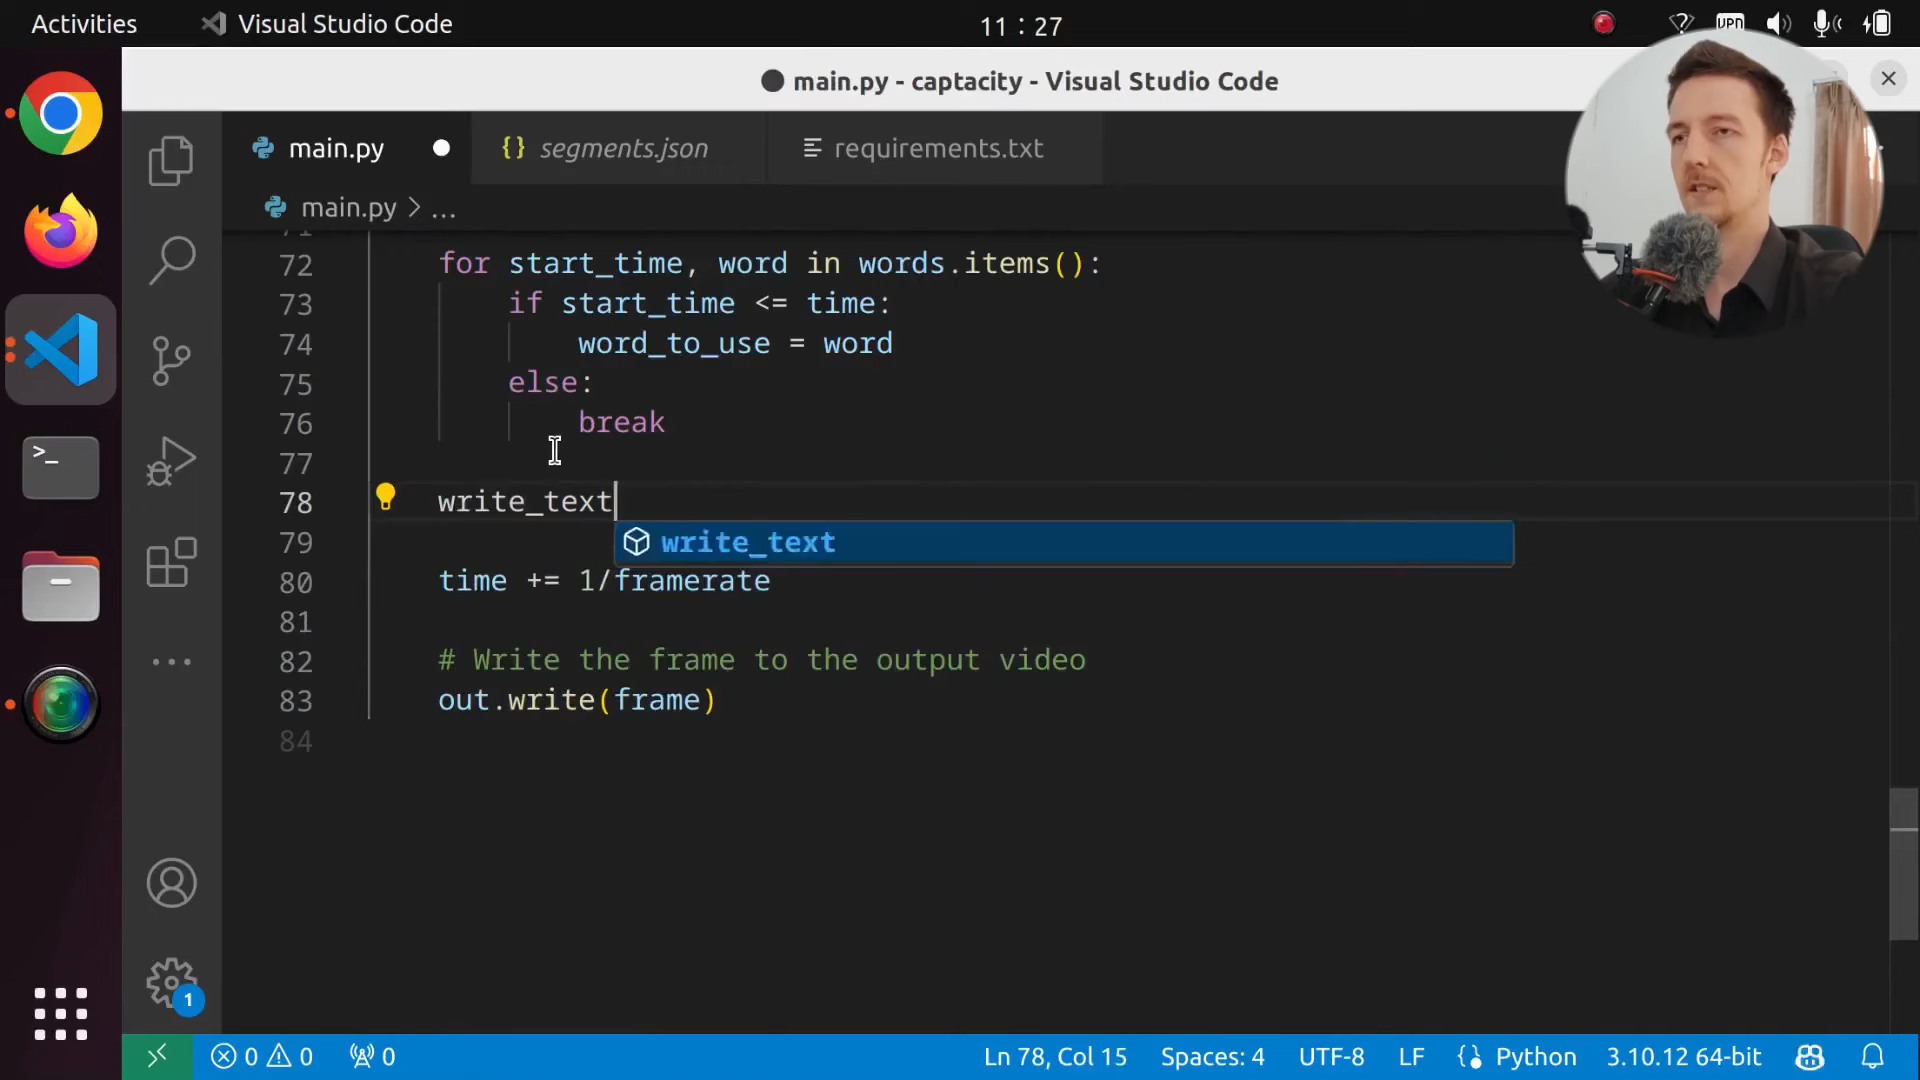 Activities
Visual Studio Code
11 : 27
VPN
main.py - captacity - Visual Studio Code
main.py
segments.json
requirements.txt
main.py > ...
71
72 for start_time, word in words.items():
73 if start_time <= time:
74 word_to_use = word
75 else:
76 break
77
78 write_text
write_text
79
80 time += 1/framerate
81
82 # Write the frame to the output video
83 out.write(frame)
84
1
0 0 0
Ln 78, Col 15 Spaces: 4 UTF-8 LF Python 3.10.12 64-bit